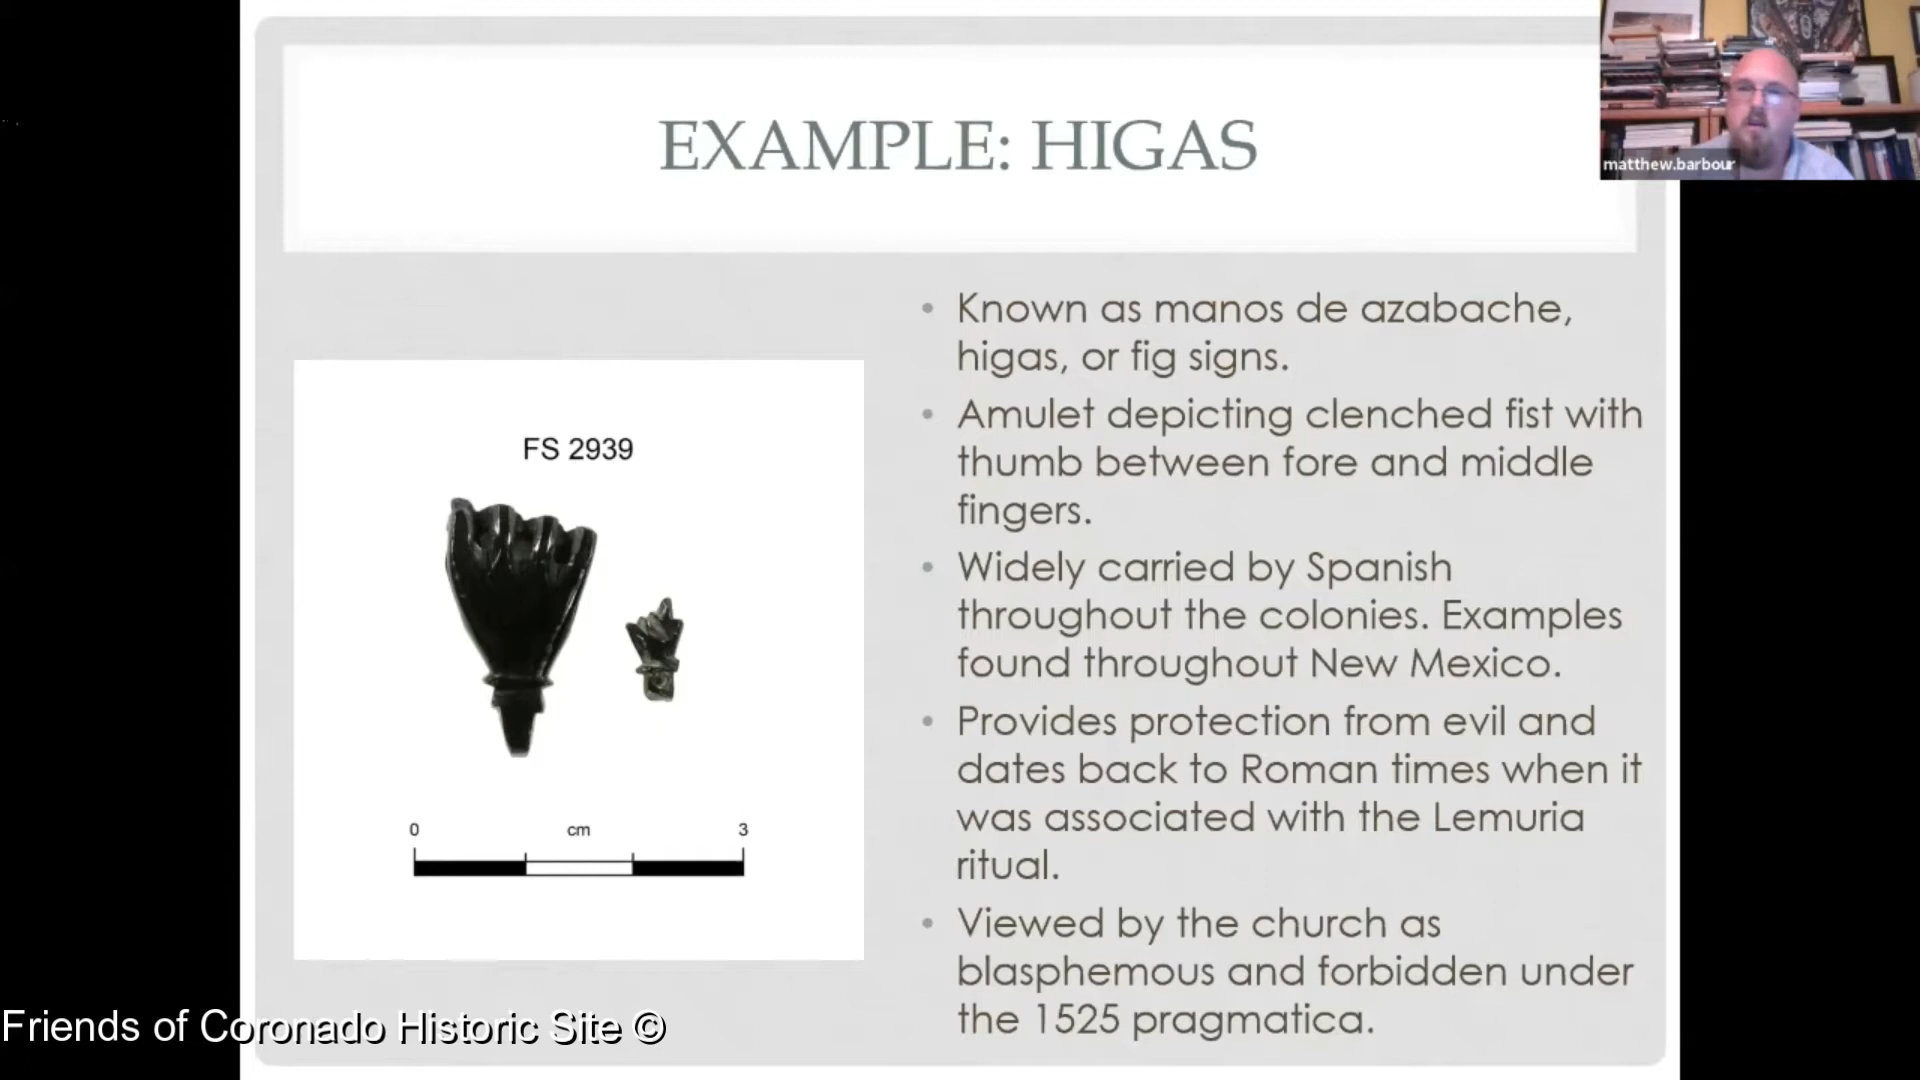 EXAMPLE: HIGAS
matthew.barbour
FS 2939
0 cm 3
• Known as manos de azabache,
higas, or fig signs.
• Amulet depicting clenched fist with
thumb between fore and middle
fingers.
• Widely carried by Spanish
throughout the colonies. Examples
found throughout New Mexico.
• Provides protection from evil and
dates back to Roman times when it
was associated with the Lemuria
ritual.
• Viewed by the church as
blasphemous and forbidden under
the 1525 pragmatica.
Friends of Coronado Historic Site ©